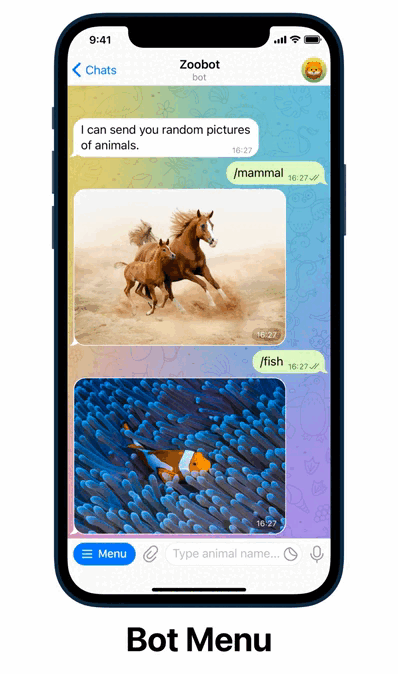 9:41
Chats
Zoobot
bot
I can send you random pictures
of animals.
16:27
/mammal
16:27
16:27
/fish
16:27
16:27
Menu
Type animal name...
Bot Menu